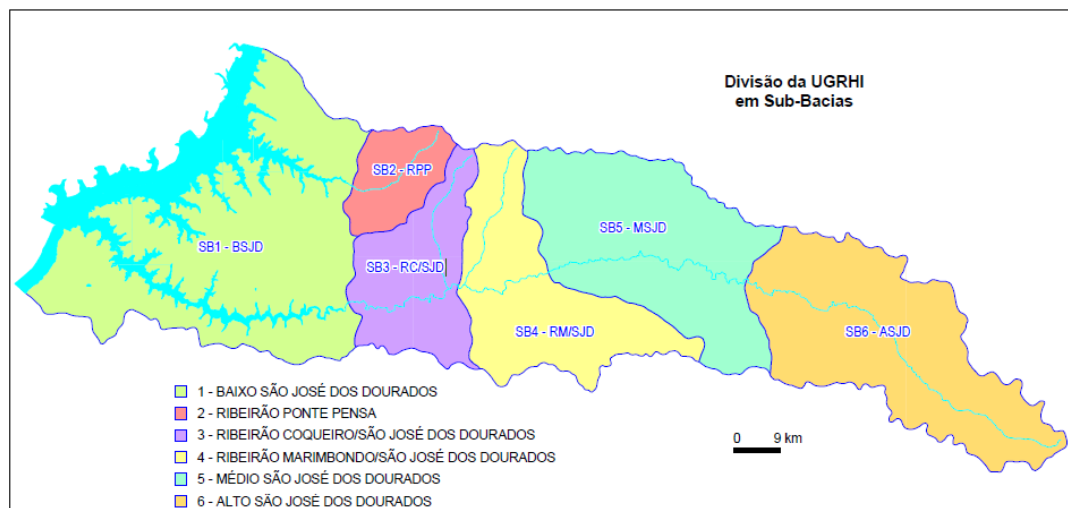 Divisão da UGRHI
em Sub-Bacias
SB2 - RPP
SB1 - BSJD
SB3 - RC/SJD
SB5 - MSJD
SB4 - RM/SJD
SB6 - ASJD
1 - BAIXO SÃO JOSÉ DOS DOURADOS
2 - RIBEIRÃO PONTE PENSA
3 - RIBEIRÃO COQUEIRO/SÃO JOSÉ DOS DOURADOS
4 - RIBEIRÃO MARIMBONDO/SÃO JOSÉ DOS DOURADOS
5 - MÉDIO SÃO JOSÉ DOS DOURADOS
6 - ALTO SÃO JOSÉ DOS DOURADOS
0 9 km